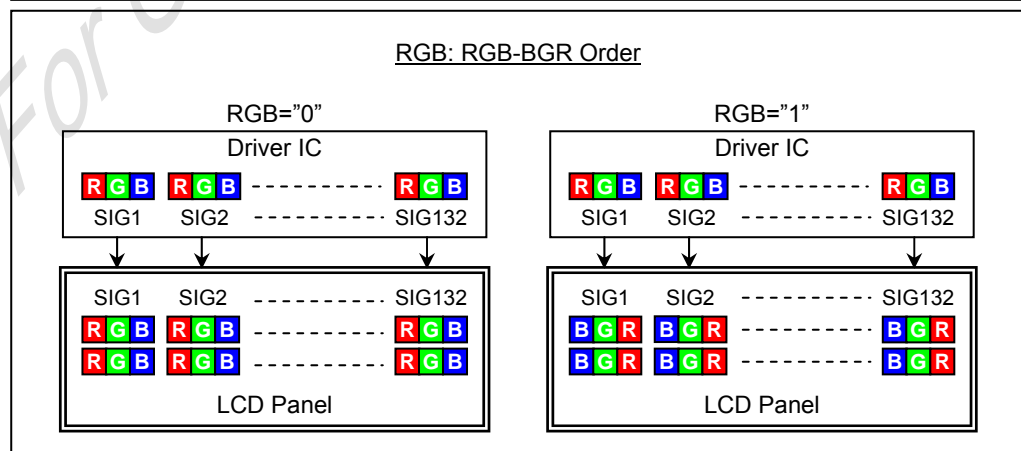 RGB: RGB-BGR Order
RGB=”0”
Driver IC
R G B R G B R G B
SIG1 SIG2 SIG132
SIG1 SIG2 SIG132
R G B R G B R G B
R G B R G B R G B
LCD Panel
RGB=”1”
Driver IC
R G B R G B R G B
SIG1 SIG2 SIG132
SIG1 SIG2 SIG132
B G R B G R B G R
B G R B G R B G R
LCD Panel
For